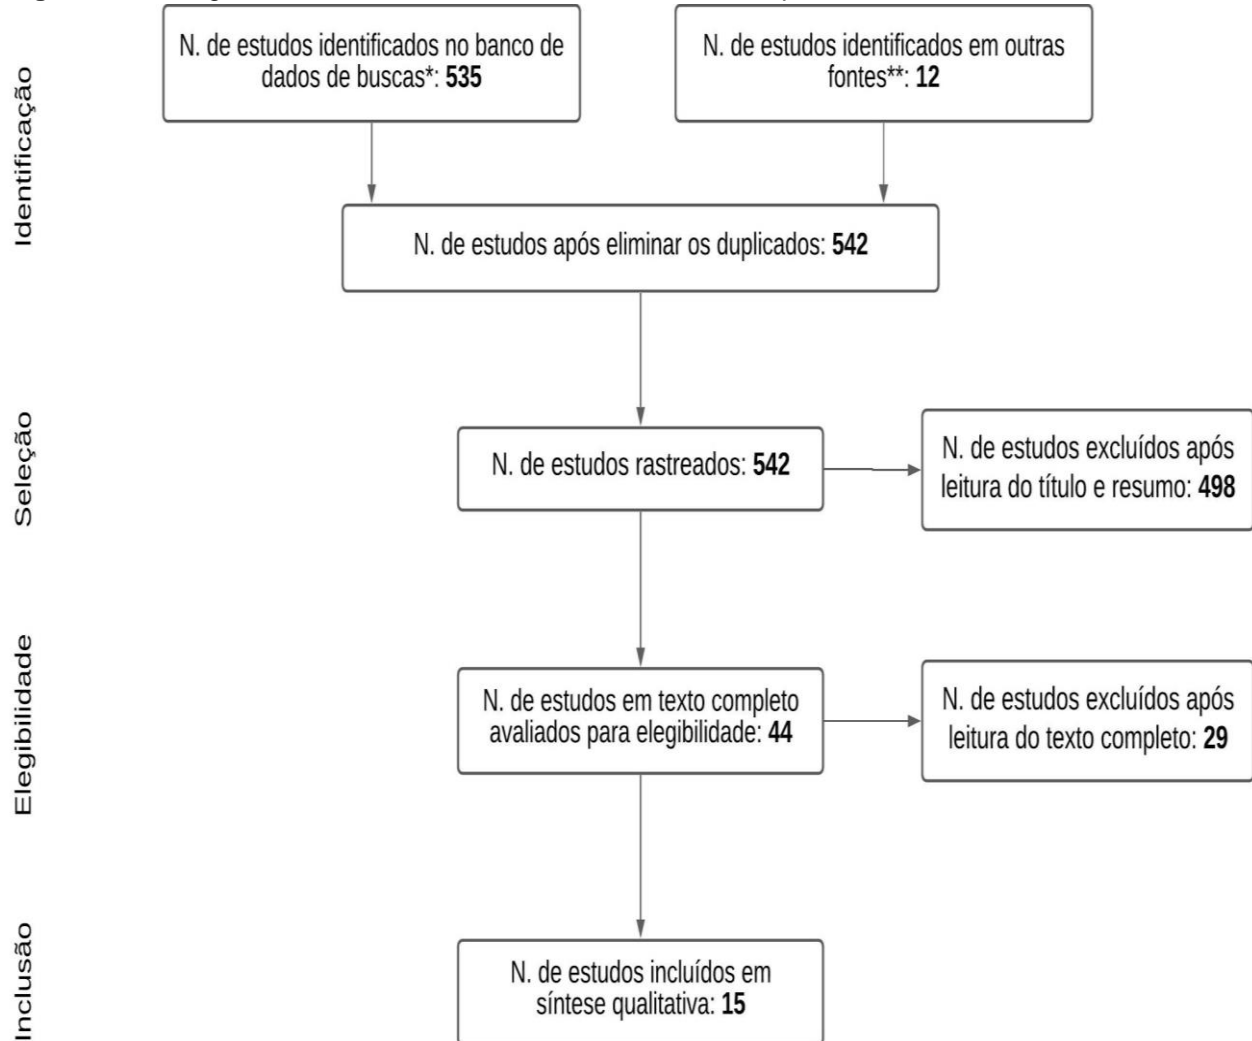 Identificação
N. de estudos identificados no banco de
dados de buscas*: 535
N. de estudos identificados em outras
fontes**: 12
N. de estudos após eliminar os duplicados: 542
Seleção
N. de estudos rastreados: 542
N. de estudos excluídos após
leitura do título e resumo: 498
Elegibilidade
N. de estudos em texto completo
avaliados para elegibilidade: 44
N. de estudos excluídos após
leitura do texto completo: 29
Inclusão
N. de estudos incluídos em
síntese qualitativa: 15